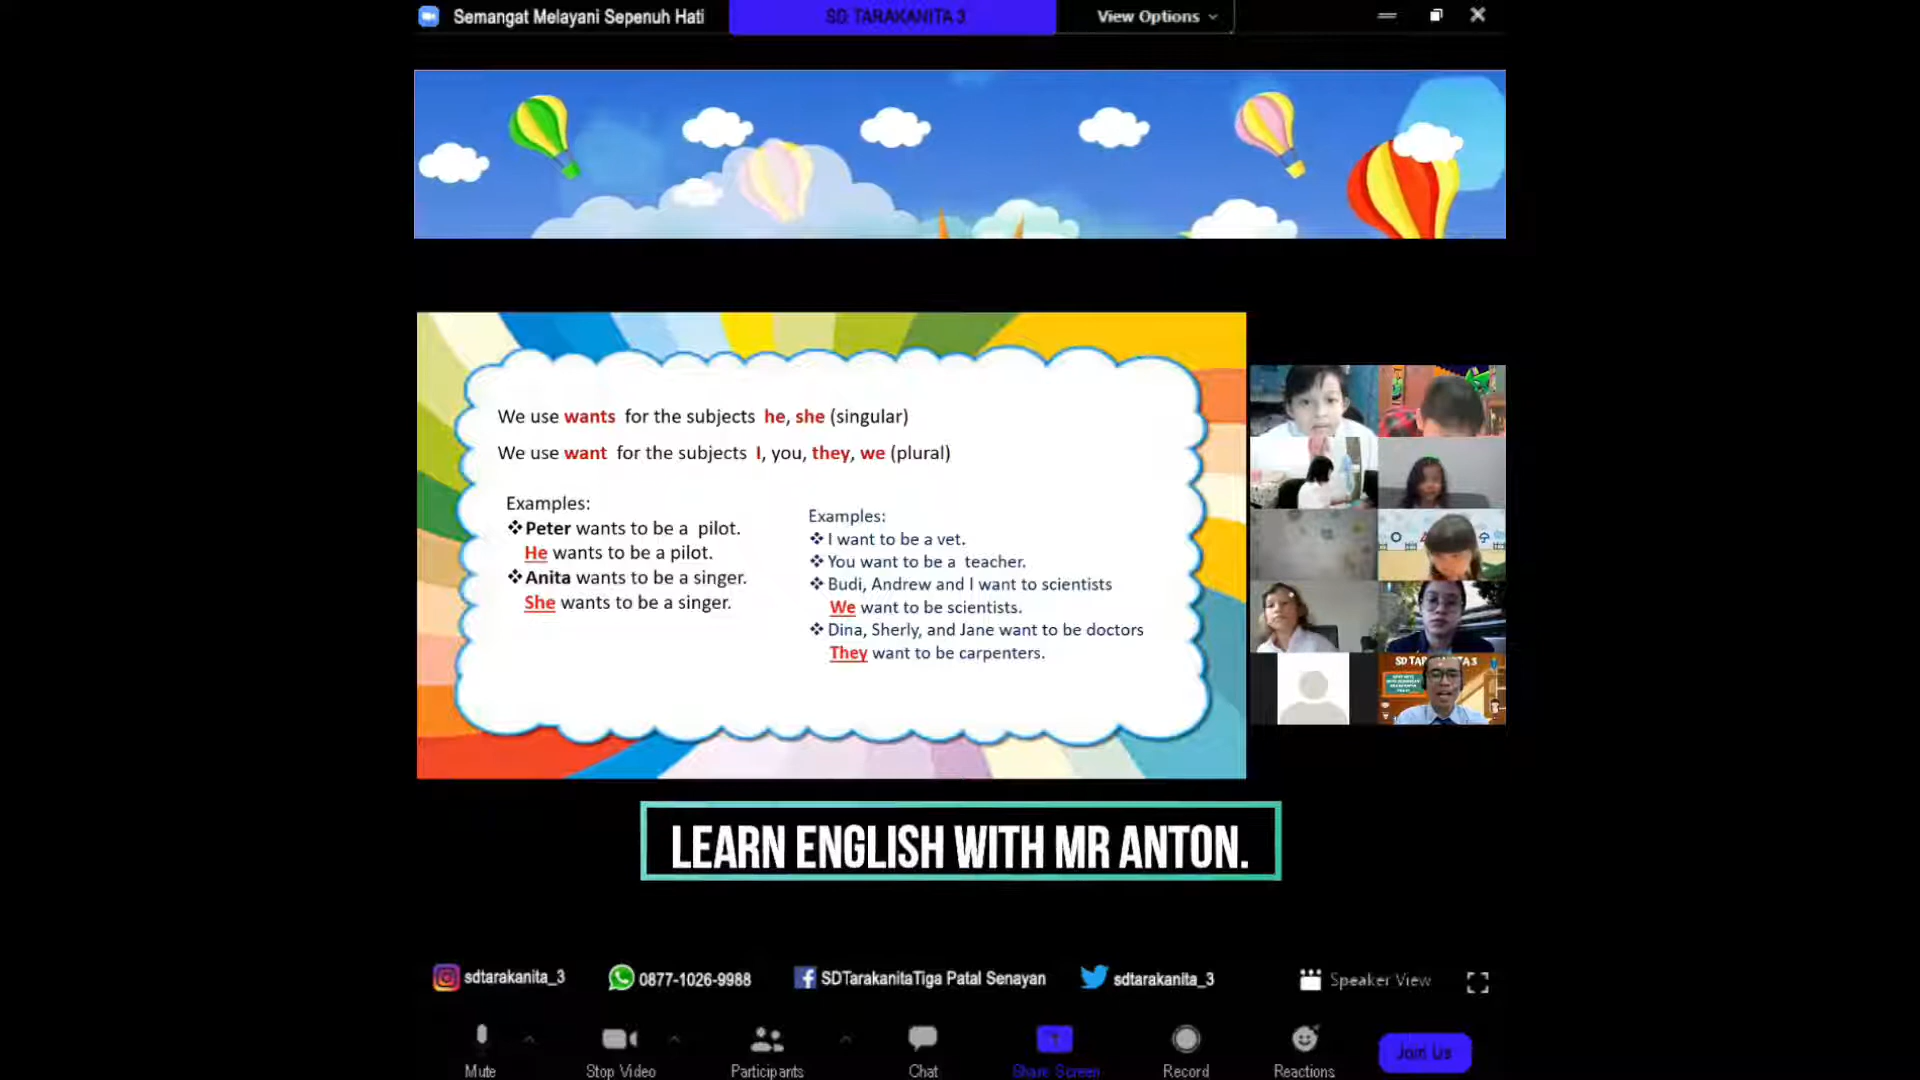 Semangat Melayani Sepenuh Hati
SD TARAKANITA 3
View Options
We use wants for the subjects he, she (singular)
We use want for the subjects I, you, they, we (plural)
Examples:
❖Peter wants to be a pilot.
He wants to be a pilot.
❖Anita wants to be a singer.
She wants to be a singer.
Examples:
❖ I want to be a vet.
❖ You want to be a teacher.
❖ Budi, Andrew and I want to scientists
We want to be scientists.
❖ Dina, Sherly, and Jane want to be doctors
They want to be carpenters.
LEARN ENGLISH WITH MR ANTON.
sdtarakanita_3
0877-1026-9988
SDTarakanitaTiga Patal Senayan
sdtarakanita_3
Speaker View
Mute
Stop Video
Participants
Chat
Share Screen
Record
Reactions
Join Us